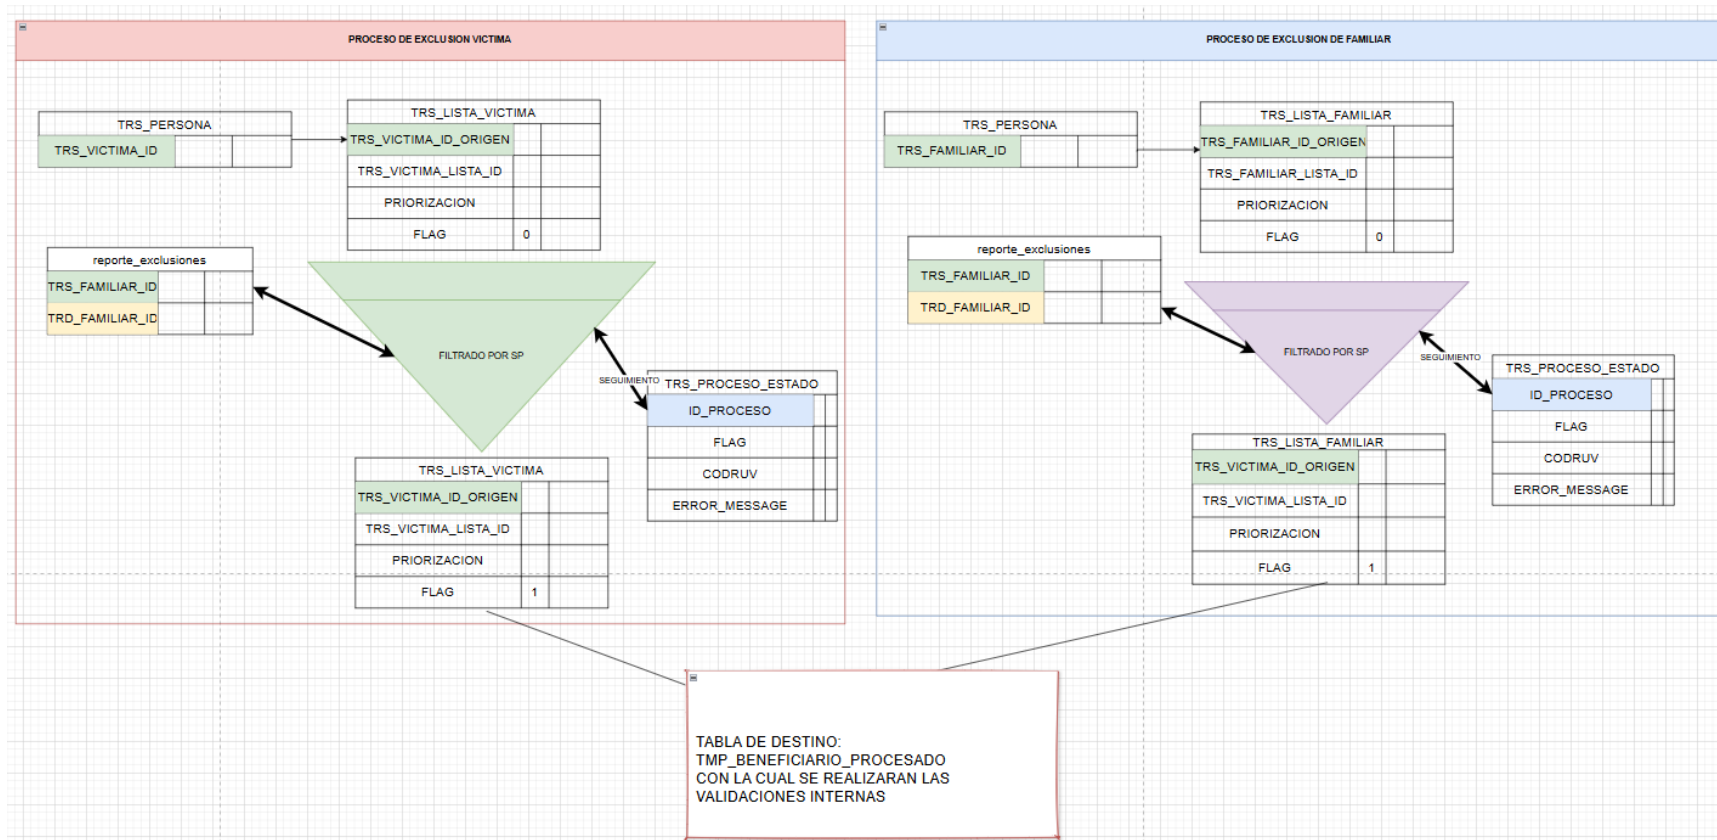 PROCESO DE EXCLUSION VICTIMA
TRS_PERSONA
TRS_VICTIMA_ID
TRS_LISTA_VICTIMA
TRS_VICTIMA_ID_ORIGEN
TRS_VICTIMA_LISTA_ID
PRIORIZACION
FLAG 0
reporte_exclusiones
TRS_FAMILIAR_ID
TRD_FAMILIAR_ID
FILTRADO POR SP
SEGUIMIENTO
TRS_PROCESO_ESTADO
ID_PROCESO
FLAG
CODRUV
ERROR_MESSAGE
TRS_LISTA_VICTIMA
TRS_VICTIMA_ID_ORIGEN
TRS_VICTIMA_LISTA_ID
PRIORIZACION
FLAG 1
PROCESO DE EXCLUSION DE FAMILIAR
TRS_PERSONA
TRS_FAMILIAR_ID
TRS_LISTA_FAMILIAR
TRS_FAMILIAR_ID_ORIGEN
TRS_FAMILIAR_LISTA_ID
PRIORIZACION
FLAG 0
reporte_exclusiones
TRS_FAMILIAR_ID
TRD_FAMILIAR_ID
FILTRADO POR SP
SEGUIMIENTO
TRS_PROCESO_ESTADO
ID_PROCESO
FLAG
CODRUV
ERROR_MESSAGE
TRS_LISTA_FAMILIAR
TRS_VICTIMA_ID_ORIGEN
TRS_VICTIMA_LISTA_ID
PRIORIZACION
FLAG 1
TABLA DE DESTINO:
TMP_BENEFICIARIO_PROCESADO
CON LA CUAL SE REALIZARAN LAS
VALIDACIONES INTERNAS